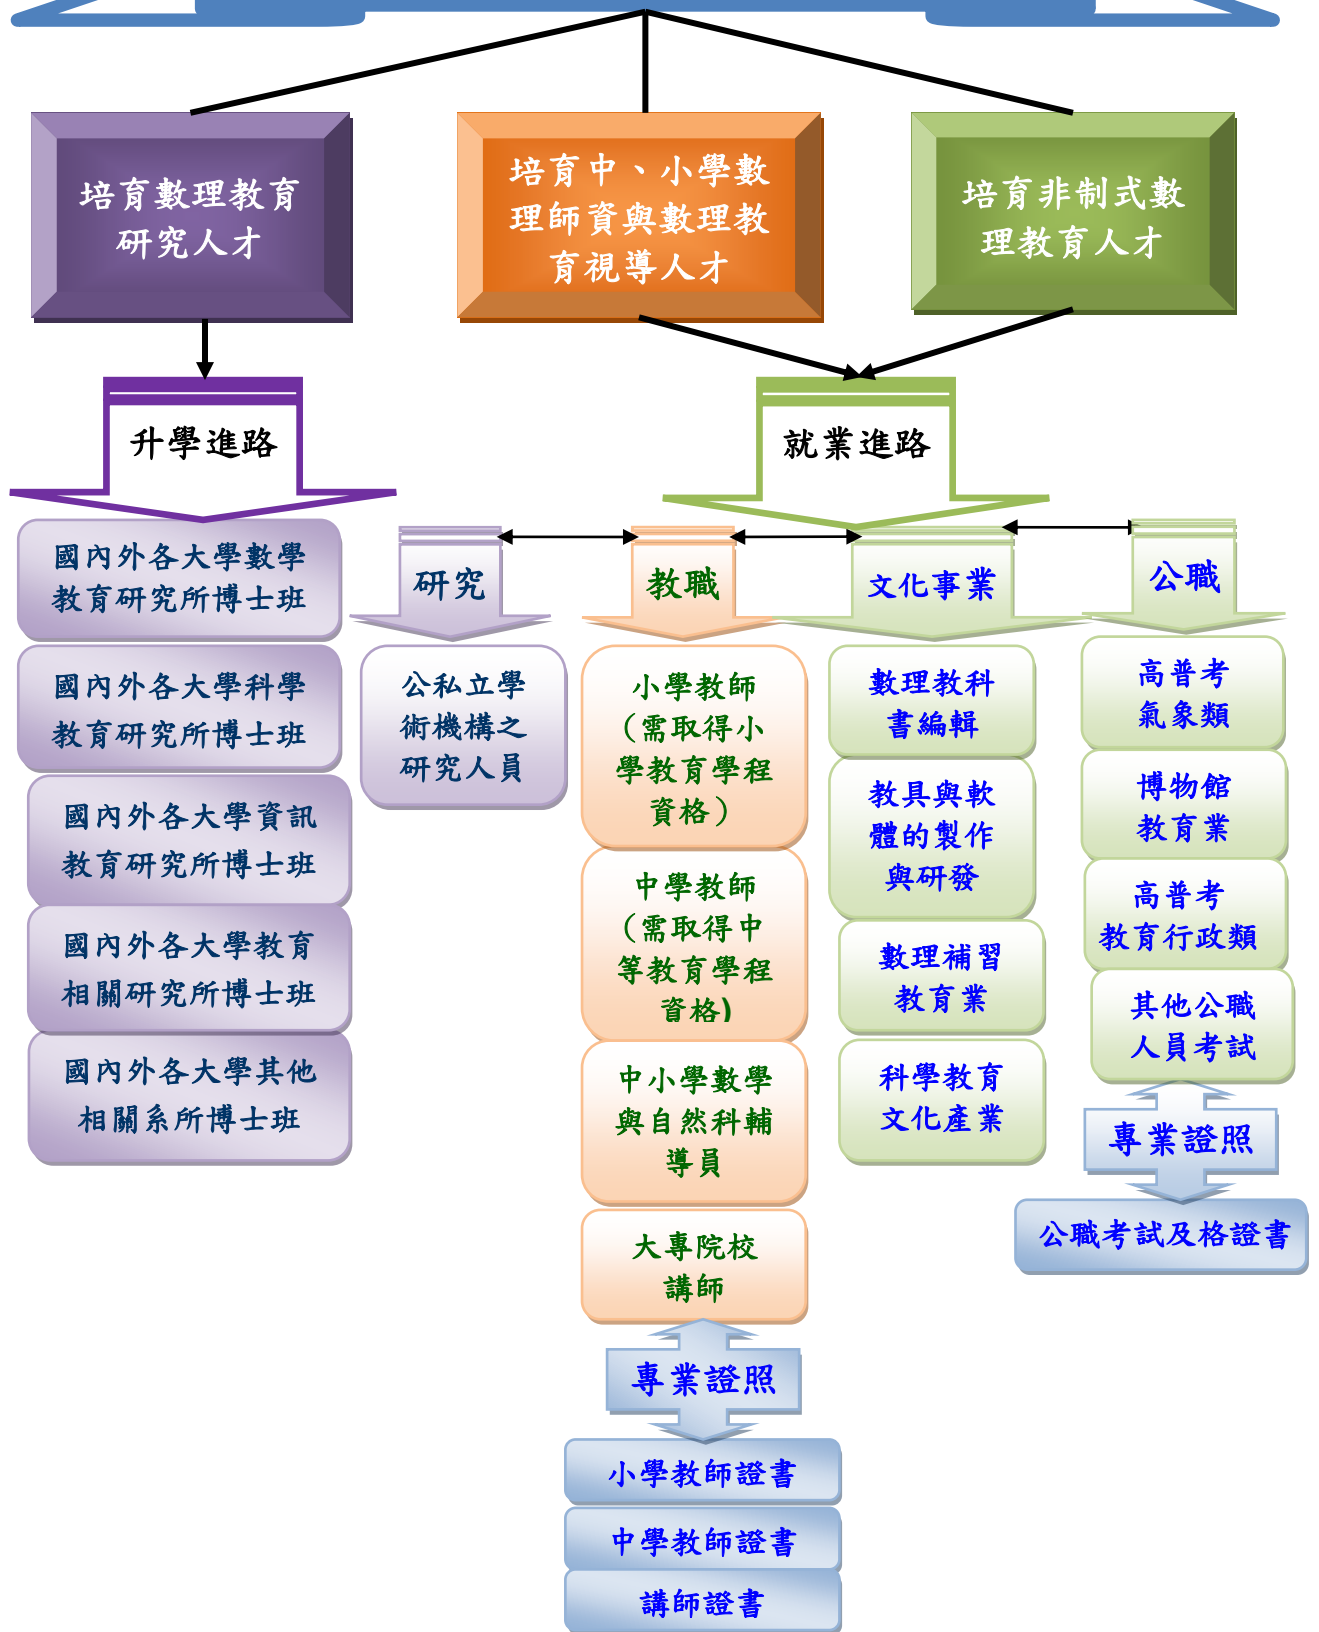 培育數理教育
研究人才
培育中、小學數
理師資與數理教
育視導人才
培育非制式數
理教育人才
升學進路
就業進路
國內外各大學數學
教育研究所博士班
國內外各大學科學
教育研究所博士班
國內外各大學資訊
教育研究所博士班
國內外各大學教育
相關研究所博士班
國內外各大學其他
相關系所博士班
研究
公私立學
術機構之
研究人員
教職
小學教師
（需取得小
學教育學程
資格）
中學教師
（需取得中
等教育學程
資格)
中小學數學
與自然科輔
導員
大專院校
講師
專業證照
小學教師證書
中學教師證書
講師證書
文化事業
數理教科
書編輯
教具與軟
體的製作
與研發
數理補習
教育業
科學教育
文化產業
公職
高普考
氣象類
博物館
教育業
高普考
教育行政類
其他公職
人員考試
專業證照
公職考試及格證書